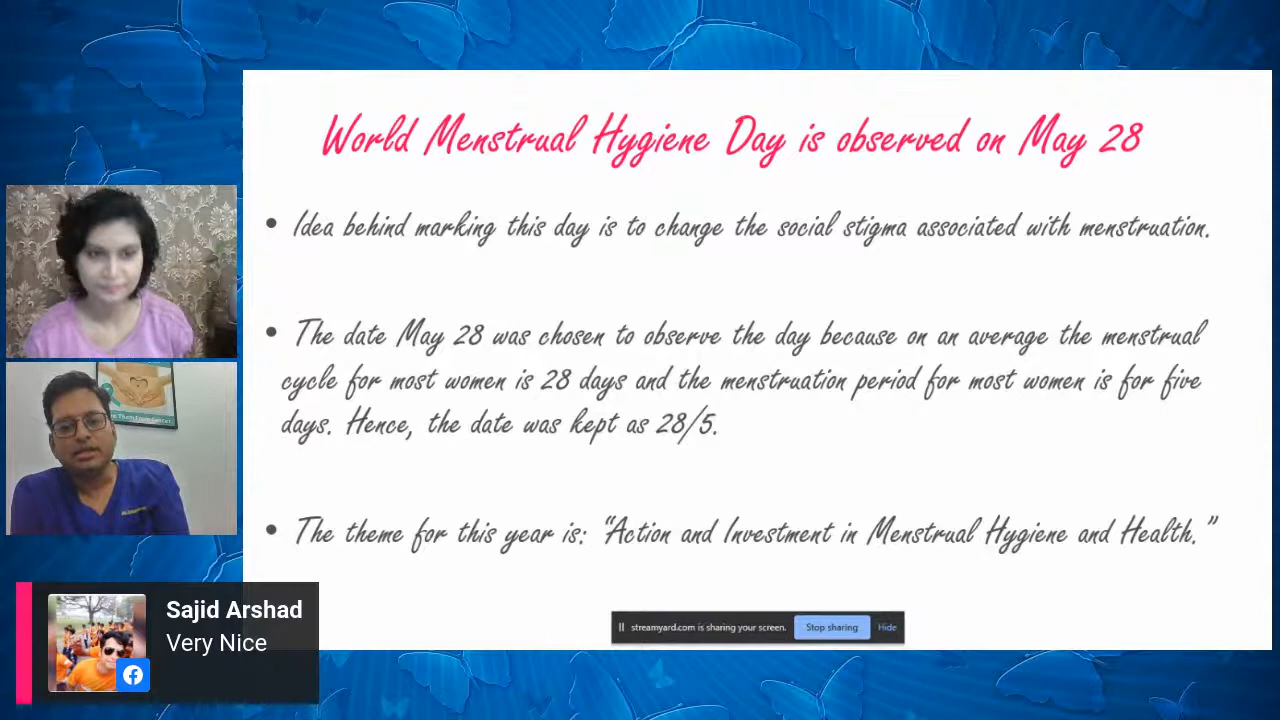 World Menstrual Hygiene Day is observed on May 28
• Idea behind marking this day is to change the social stigma associated with menstruation.
• The date May 28 was chosen to observe the day because on an average the menstrual
cycle for most women is 28 days and the menstruation period for most women is for five
days. Hence, the date was kept as 28/5.
• The theme for this year is: “Action and Investment in Menstrual Hygiene and Health.”
streamyard.com is sharing your screen. Stop sharing Hide
Sajid Arshad
Very Nice